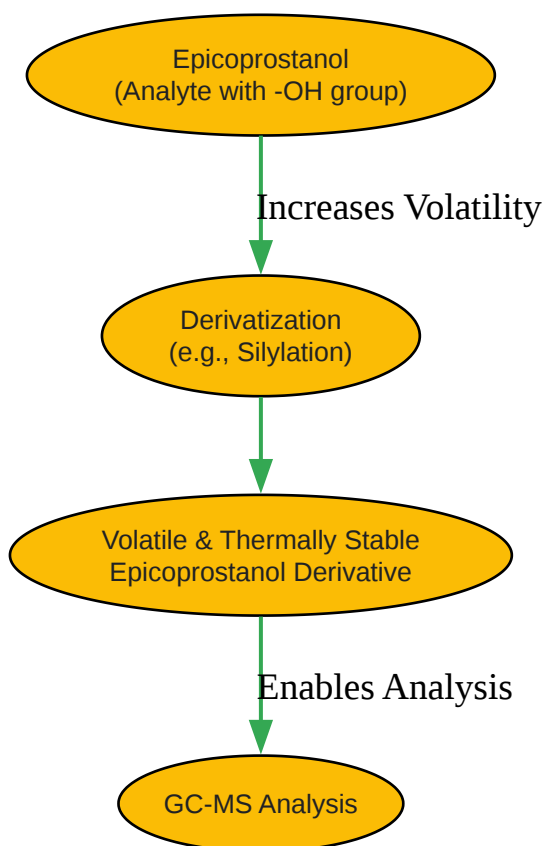 Epicoprostanol
(Analyte with -OH group)
Increases Volatility
Derivatization
(e.g., Silylation)
Volatile & Thermally Stable
Epicoprostanol Derivative
Enables Analysis
GC-MS Analysis